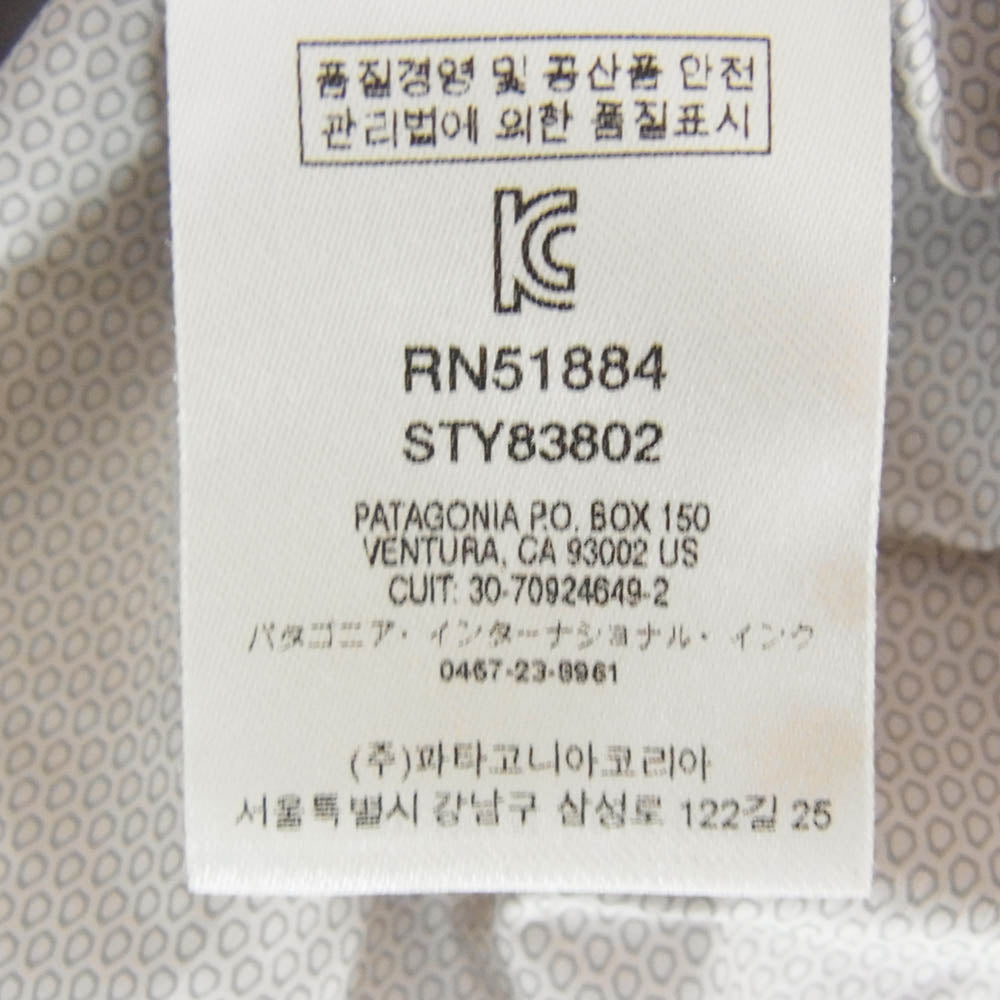 품질경영 및 공산품 안전
관리법에 의한 품질표시
KC
RN51884
STY83802
PATAGONIA P.O. BOX 150
VENTURA, CA 93002 US
CUIT: 30-70924649-2
パタゴニア・インターナショナル・インク
0467-23-8961
(주)파타고니아코리아
서울특별시 강남구 삼성로 122길 25